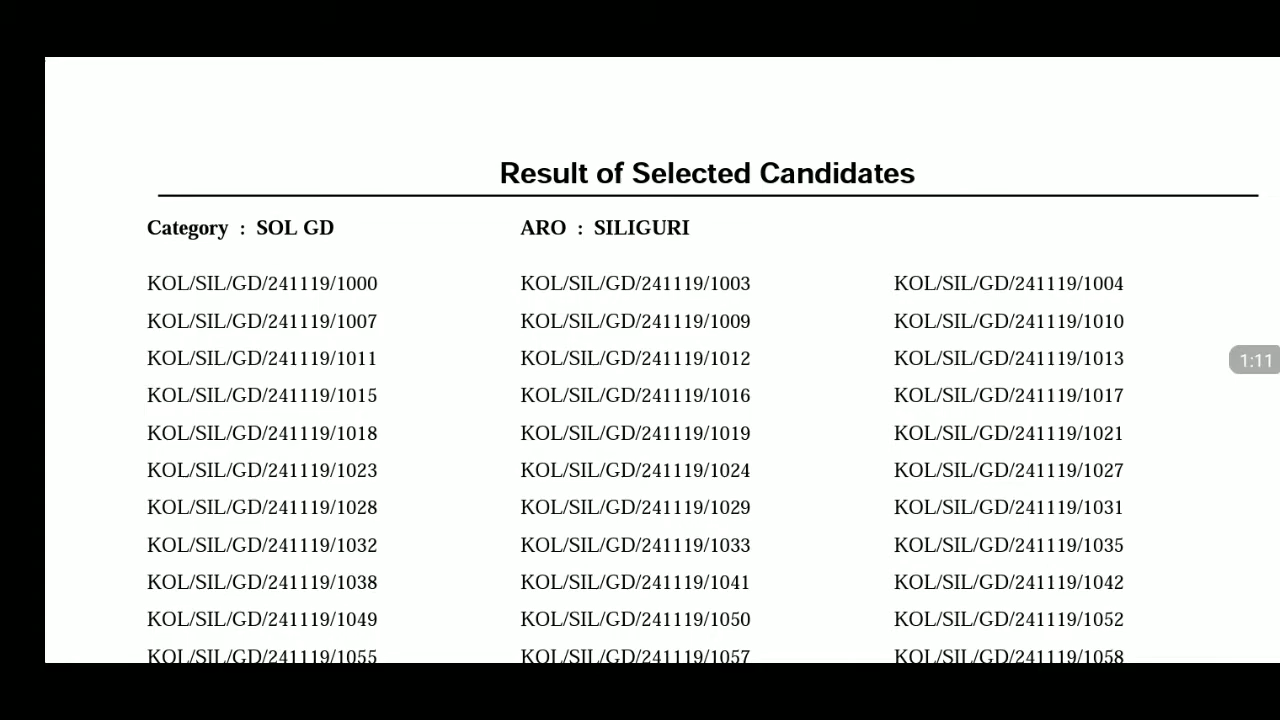 Result of Selected Candidates
Category : SOL GD ARO : SILIGURI
KOL/SIL/GD/241119/1000 KOL/SIL/GD/241119/1003 KOL/SIL/GD/241119/1004
KOL/SIL/GD/241119/1007 KOL/SIL/GD/241119/1009 KOL/SIL/GD/241119/1010
KOL/SIL/GD/241119/1011 KOL/SIL/GD/241119/1012 KOL/SIL/GD/241119/1013
1:11
KOL/SIL/GD/241119/1015 KOL/SIL/GD/241119/1016 KOL/SIL/GD/241119/1017
KOL/SIL/GD/241119/1018 KOL/SIL/GD/241119/1019 KOL/SIL/GD/241119/1021
KOL/SIL/GD/241119/1023 KOL/SIL/GD/241119/1024 KOL/SIL/GD/241119/1027
KOL/SIL/GD/241119/1028 KOL/SIL/GD/241119/1029 KOL/SIL/GD/241119/1031
KOL/SIL/GD/241119/1032 KOL/SIL/GD/241119/1033 KOL/SIL/GD/241119/1035
KOL/SIL/GD/241119/1038 KOL/SIL/GD/241119/1041 KOL/SIL/GD/241119/1042
KOL/SIL/GD/241119/1049 KOL/SIL/GD/241119/1050 KOL/SIL/GD/241119/1052
KOL/SIL/GD/241119/1055 KOL/SIL/GD/241119/1057 KOL/SIL/GD/241119/1058